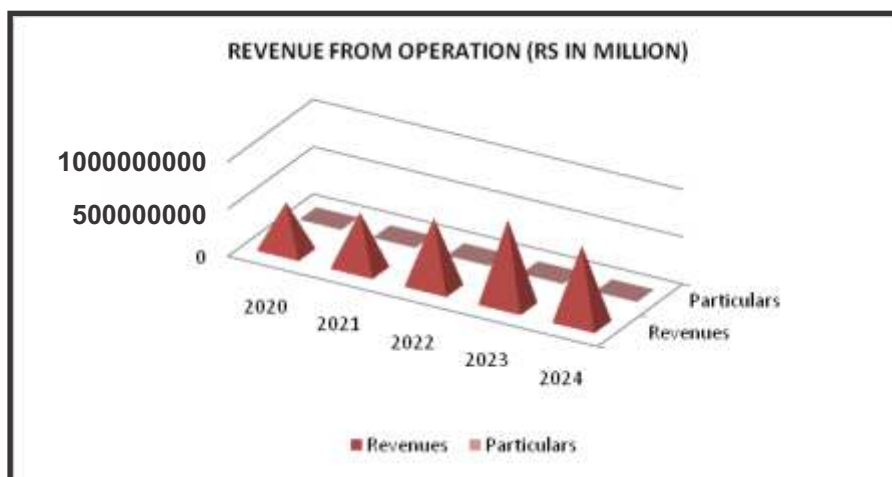 REVENUE FROM OPERATION (RS IN MILLION)
1000000000
500000000
0
2020
2021
2022
2023
2024
Particulars
Revenues
Revenues Particulars